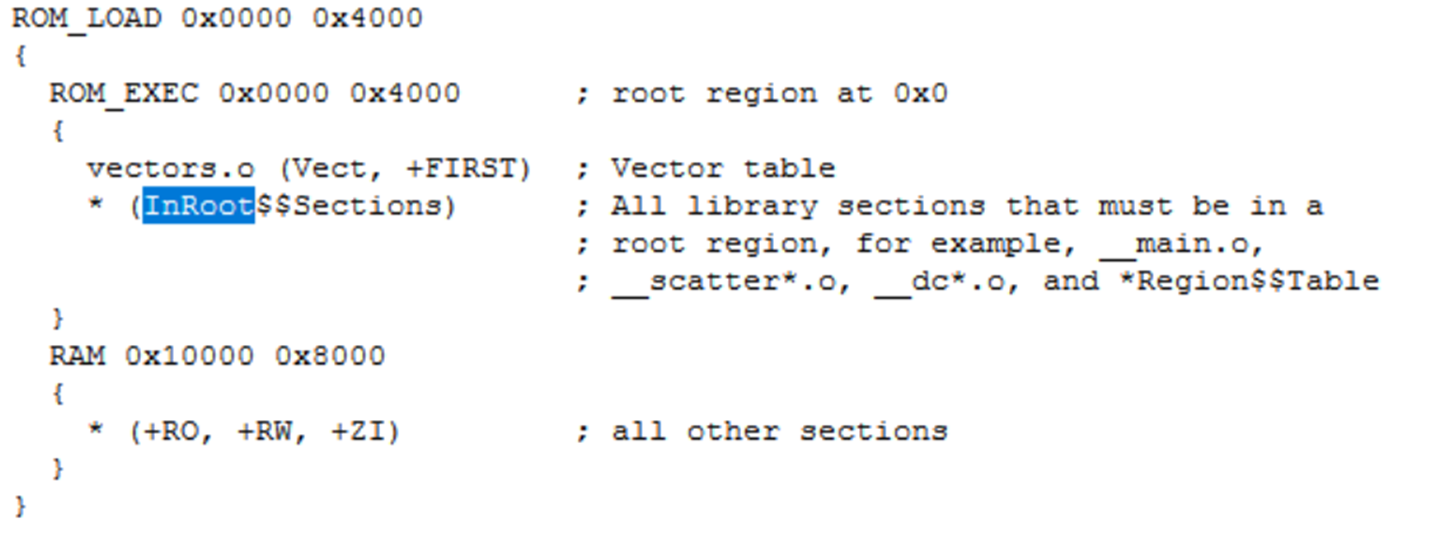 ROM_LOAD 0x0000 0x4000
{
  ROM_EXEC 0x0000 0x4000      ; root region at 0x0
  {
    vectors.o (Vect, +FIRST)  ; Vector table
    * (InRoot$$Sections)      ; All library sections that must be in a
                              ; root region, for example, __main.o,
                              ; __scatter*.o, __dc*.o, and *Region$$Table
  }
  RAM 0x10000 0x8000
  {
    * (+RO, +RW, +ZI)         ; all other sections
  }
}